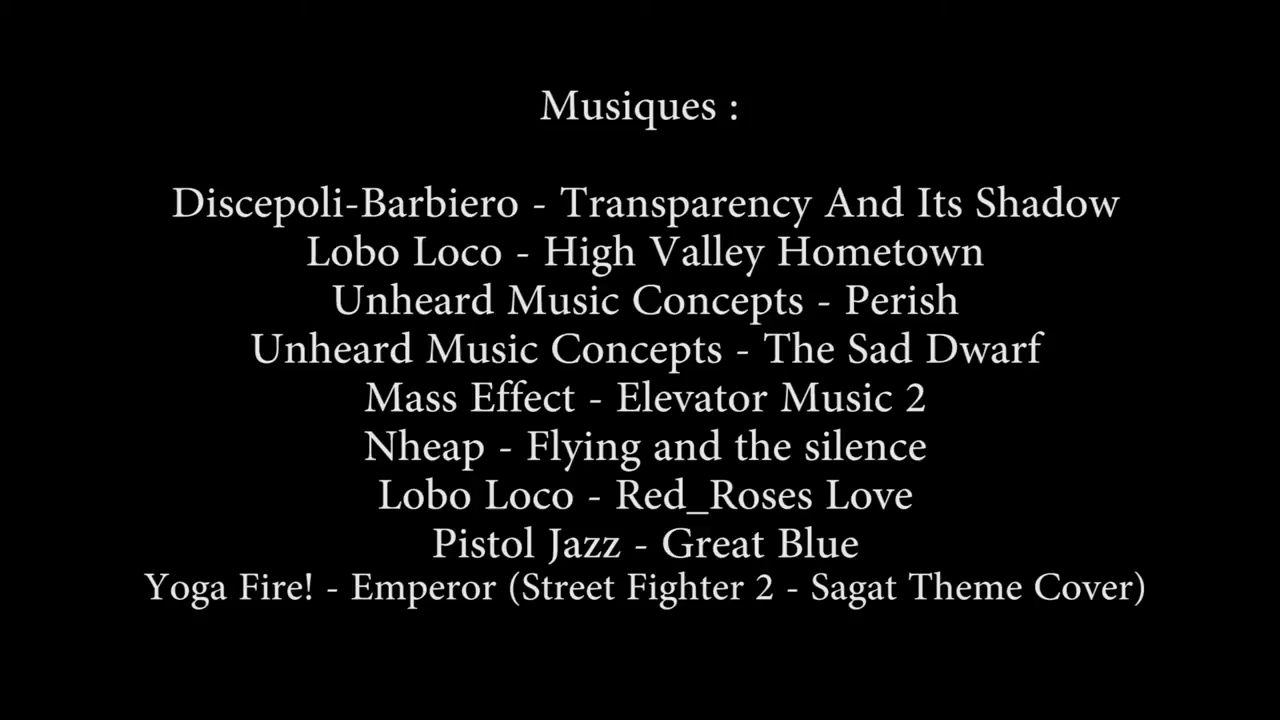 Musiques :
Discepoli-Barbiero - Transparency And Its Shadow
Lobo Loco - High Valley Hometown
Unheard Music Concepts - Perish
Unheard Music Concepts - The Sad Dwarf
Mass Effect - Elevator Music 2
Nheap - Flying and the silence
Lobo Loco - Red_Roses Love
Pistol Jazz - Great Blue
Yoga Fire! - Emperor (Street Fighter 2 - Sagat Theme Cover)